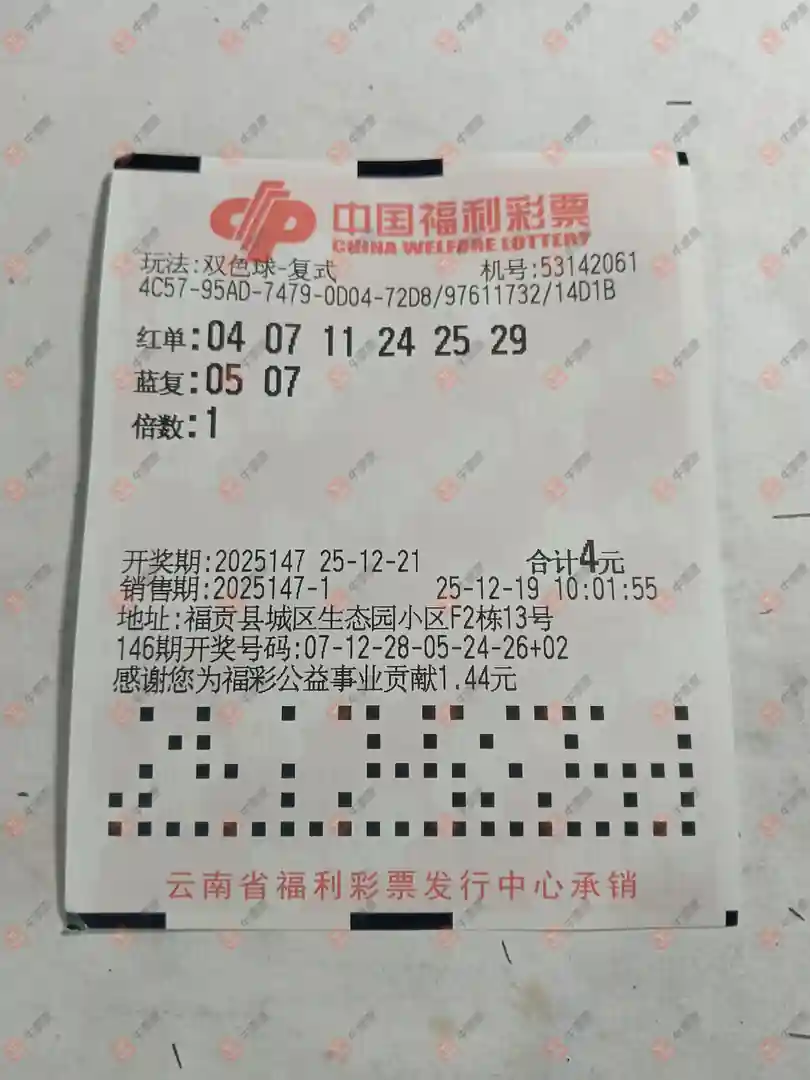 中国福利彩票
CHINA WELFARE LOTTERY
玩法:双色球-复式 机号:53142061
4C57-95AD-7479-0D04-72D8/97611732/14D1B
红单:04 07 11 24 25 29
蓝复:05 07
倍数:1
开奖期:2025147 25-12-21 合计4元
销售期:2025147-1 25-12-19 10:01:55
地址:福贡县城区生态园小区F2栋13号
146期开奖号码:07-12-28-05-24-26+02
感谢您为福彩公益事业贡献1.44元
云南省福利彩票发行中心承销